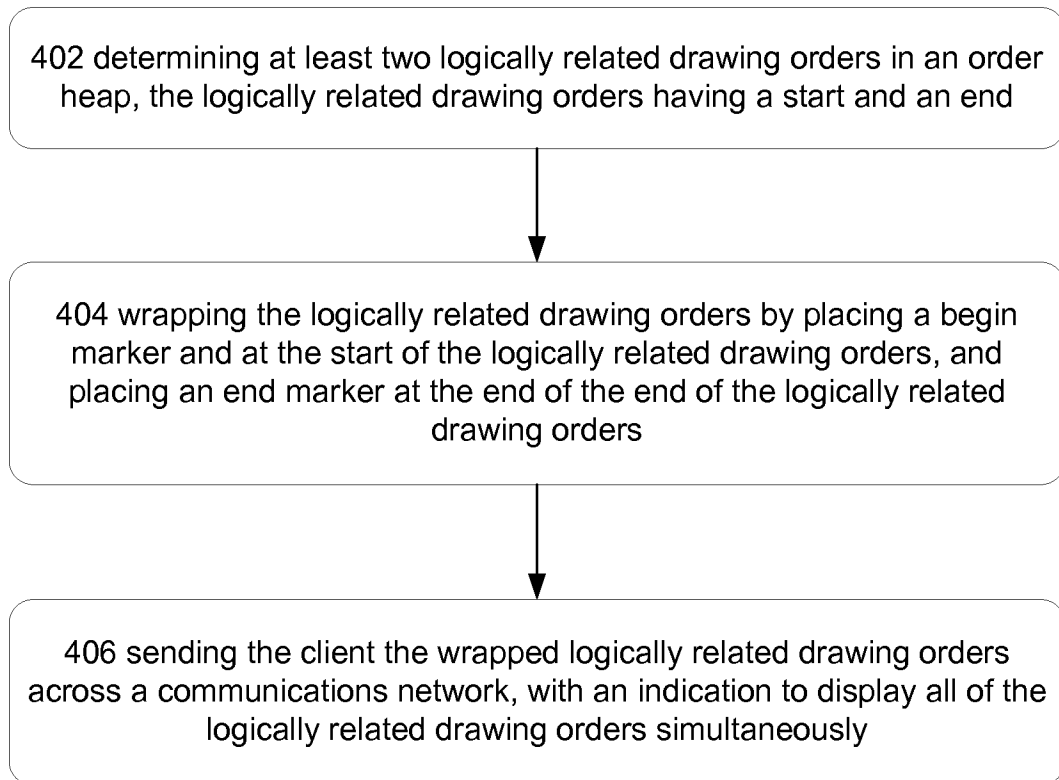 402 determining at least two logically related drawing orders in an order
heap, the logically related drawing orders having a start and an end
404 wrapping the logically related drawing orders by placing a begin
marker and at the start of the logically related drawing orders, and
placing an end marker at the end of the end of the logically related
drawing orders
406 sending the client the wrapped logically related drawing orders
across a communications network, with an indication to display all of the
logically related drawing orders simultaneously